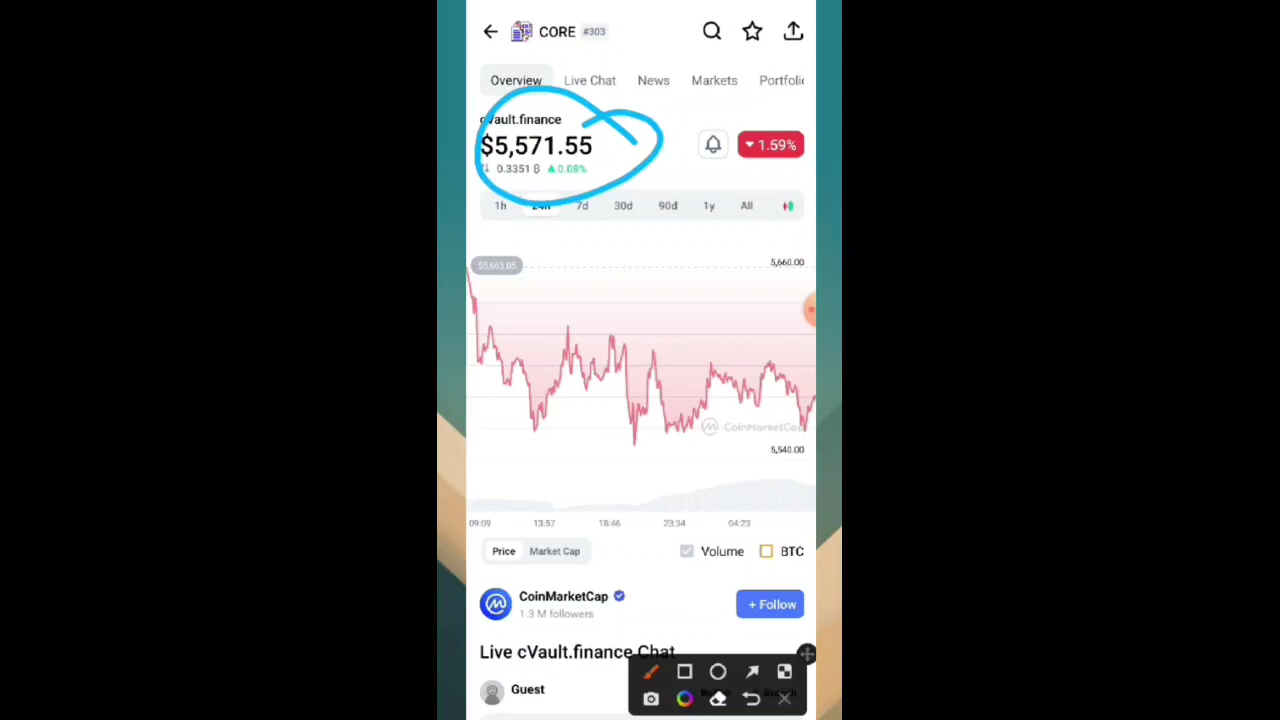 CORE #303
Overview Live Chat News Markets Portfolio
cVault.finance
$5,571.55
1.59%
0.3351 ₿ 0.08%
1h 24h 7d 30d 90d 1y All
$5,663.05
5,660.00
CoinMarketCap
5,540.00
09:09 13:57 18:46 23:34 04:23
Price Market Cap Volume BTC
CoinMarketCap
1.3 M followers
+ Follow
Live cVault.finance Chat
Guest